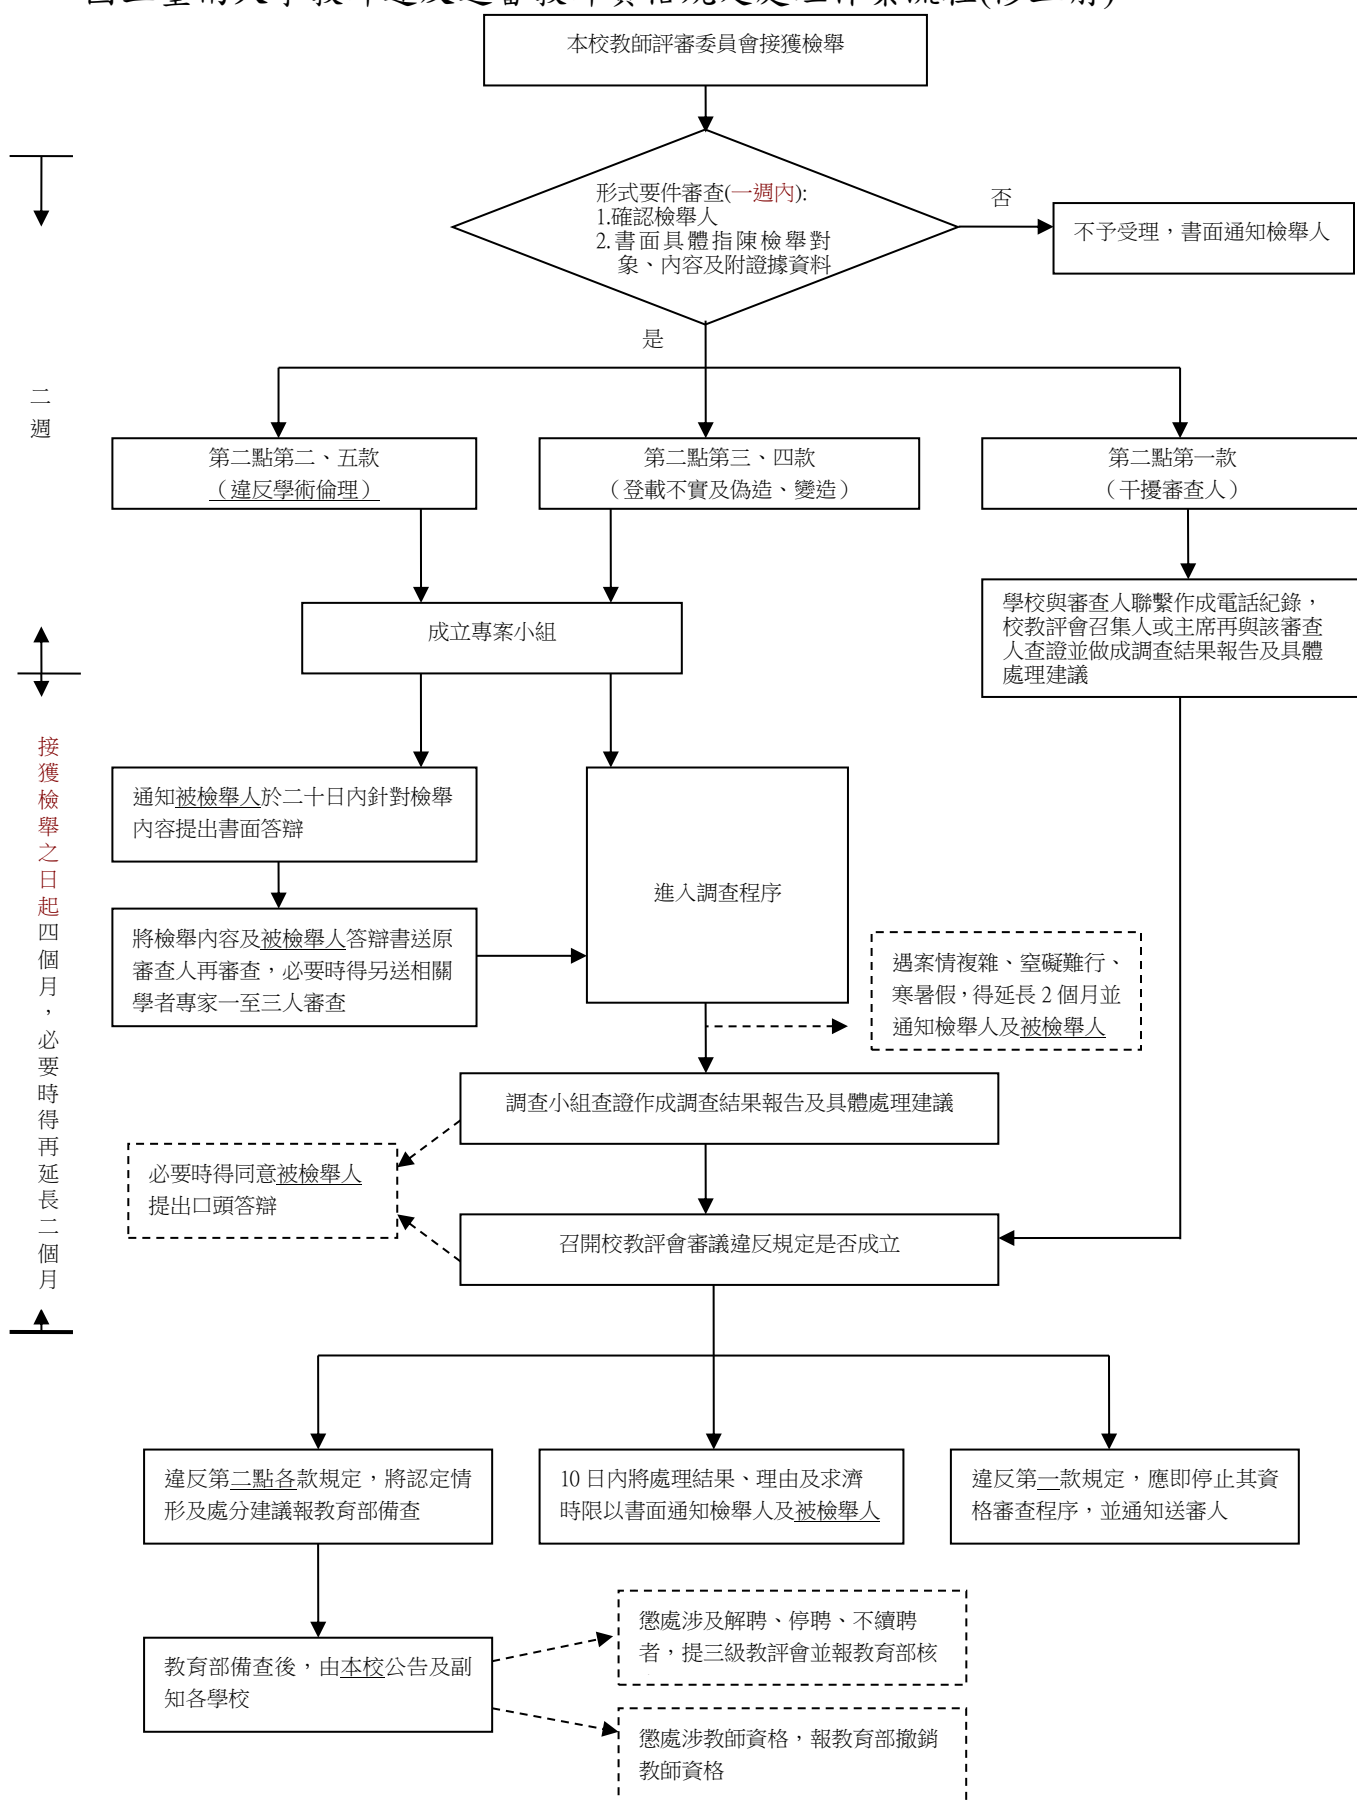 本校教師評審委員會接獲檢舉
形式要件審查(一週內):
1.確認檢舉人
2.書面具體指陳檢舉對
象、內容及附證據資料
否
不予受理，書面通知檢舉人
是
二週
第二點第二、五款
（違反學術倫理）
第二點第三、四款
（登載不實及偽造、變造）
第二點第一款
（干擾審查人）
成立專案小組
學校與審查人聯繫作成電話紀錄，
校教評會召集人或主席再與該審查
人查證並做成調查結果報告及具體
處理建議
接獲檢舉之日起四個月，必要時得再延長二個月
通知被檢舉人於二十日內針對檢舉
內容提出書面答辯
進入調查程序
將檢舉內容及被檢舉人答辯書送原
審查人再審查，必要時得另送相關
學者專家一至三人審查
遇案情複雜、窒礙難行、
寒暑假，得延長 2 個月並
通知檢舉人及被檢舉人
調查小組查證作成調查結果報告及具體處理建議
必要時得同意被檢舉人
提出口頭答辯
召開校教評會審議違反規定是否成立
違反第二點各款規定，將認定情
形及處分建議報教育部備查
10 日內將處理結果、理由及求濟
時限以書面通知檢舉人及被檢舉人
違反第一款規定，應即停止其資
格審查程序，並通知送審人
教育部備查後，由本校公告及副
知各學校
懲處涉及解聘、停聘、不續聘
者，提三級教評會並報教育部核
懲處涉教師資格，報教育部撤銷
教師資格